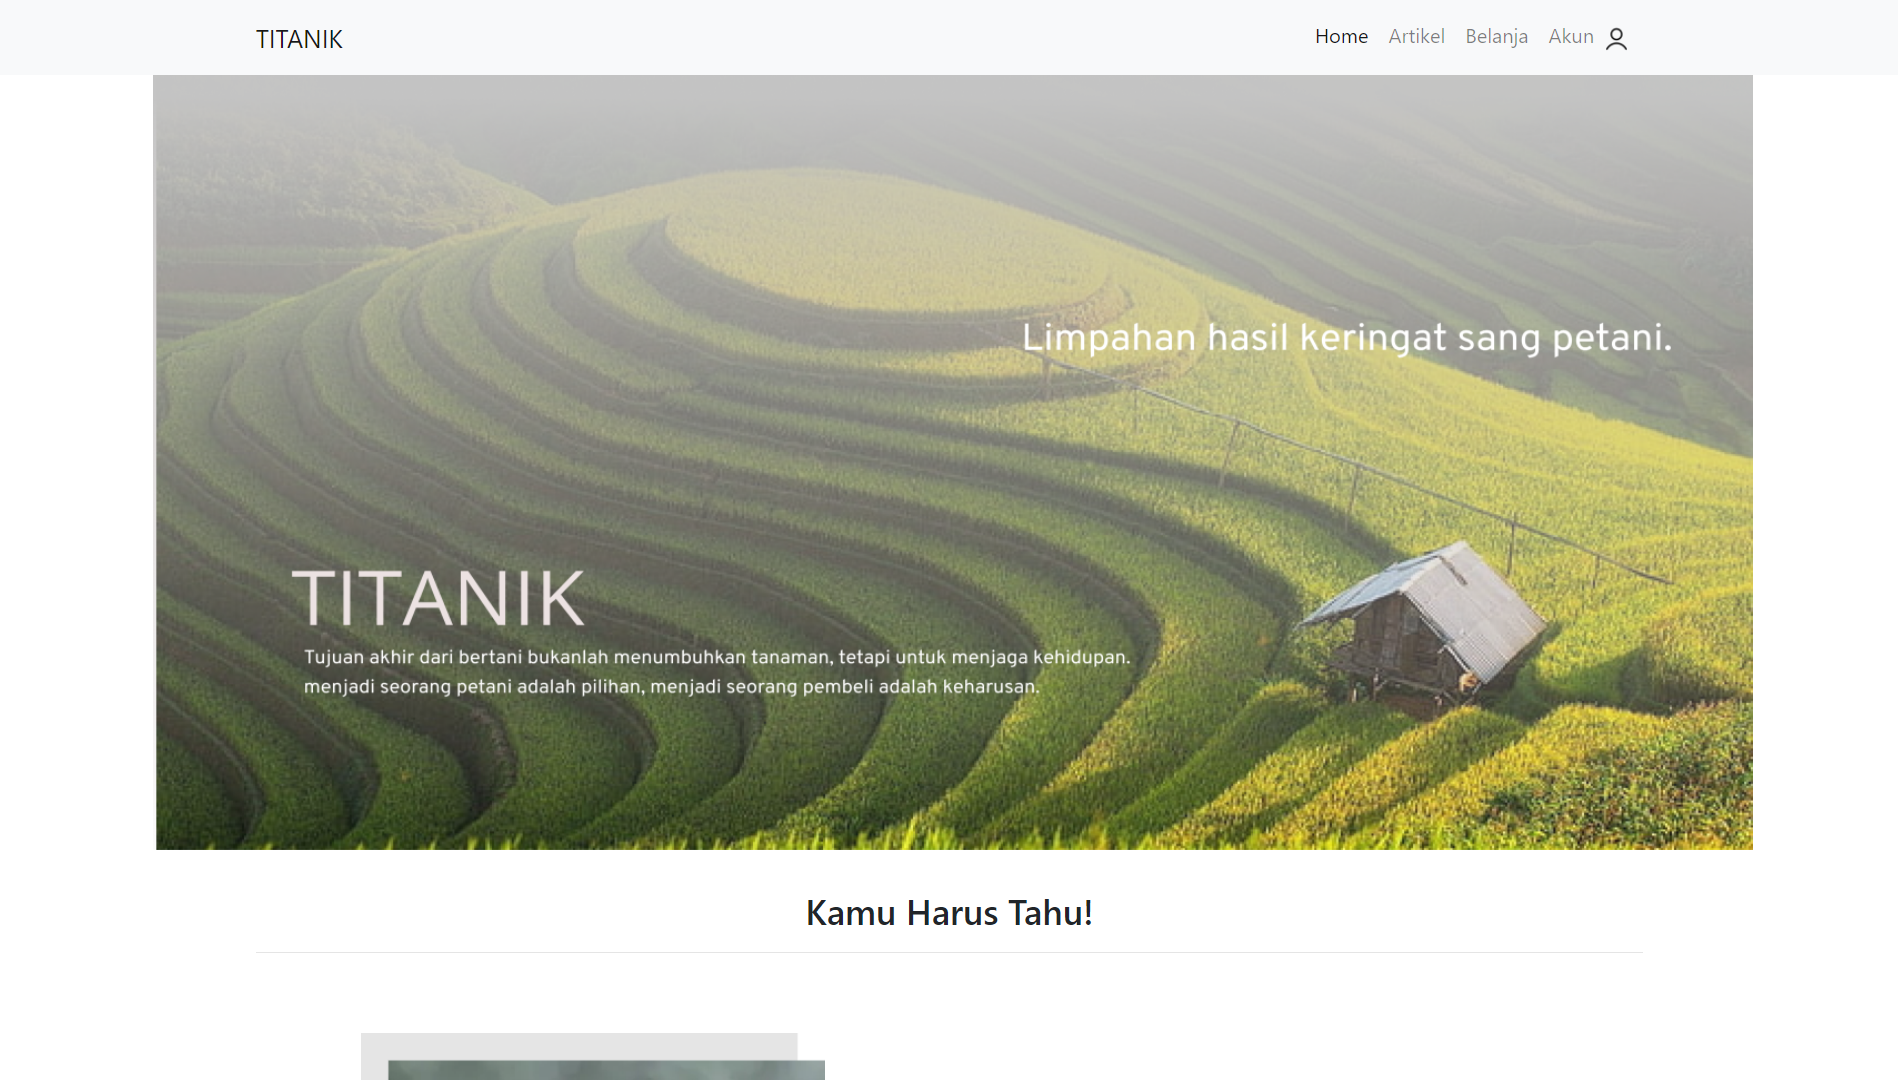 TITANIK
Home Artikel Belanja Akun
Limpahan hasil keringat sang petani.
TITANIK
Tujuan akhir dari bertani bukanlah menumbuhkan tanaman, tetapi untuk menjaga kehidupan.
menjadi seorang petani adalah pilihan, menjadi seorang pembeli adalah keharusan.
Kamu Harus Tahu!